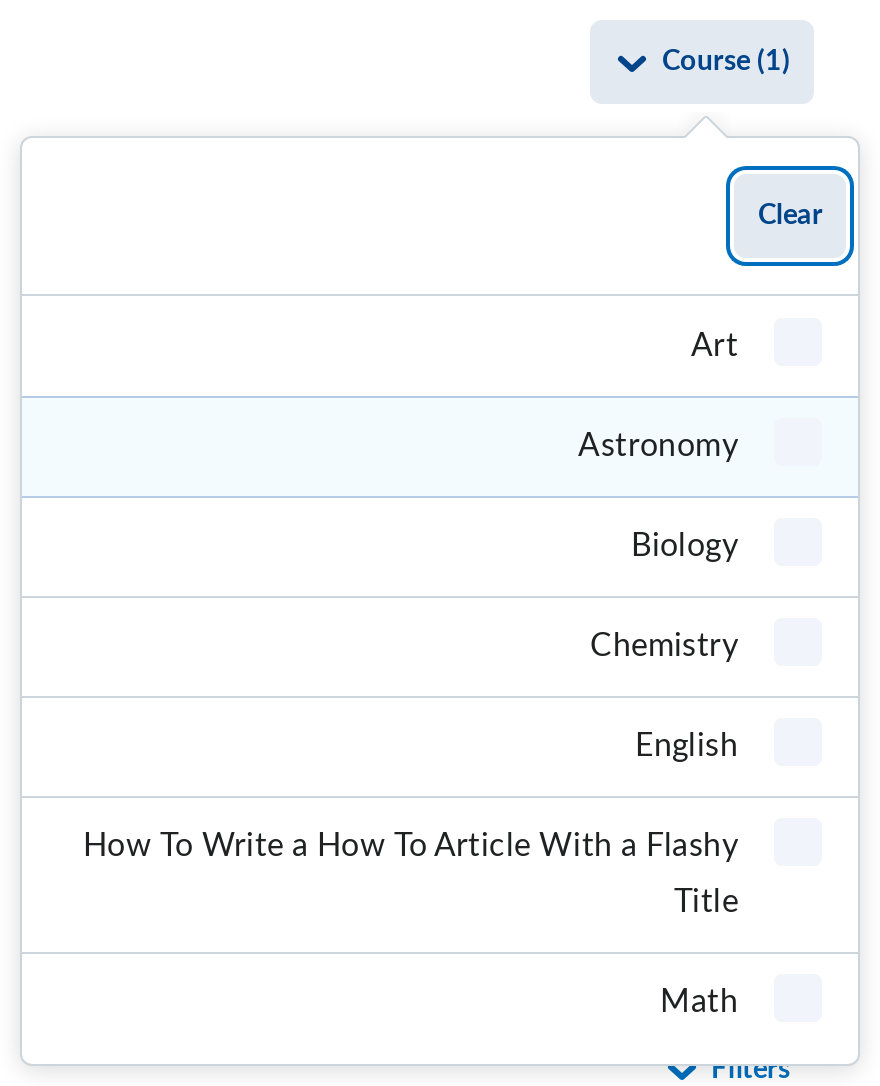 Course (1)
Clear
Art
Astronomy
Biology
Chemistry
English
How To Write a How To Article With a Flashy
Title
Math
Filters